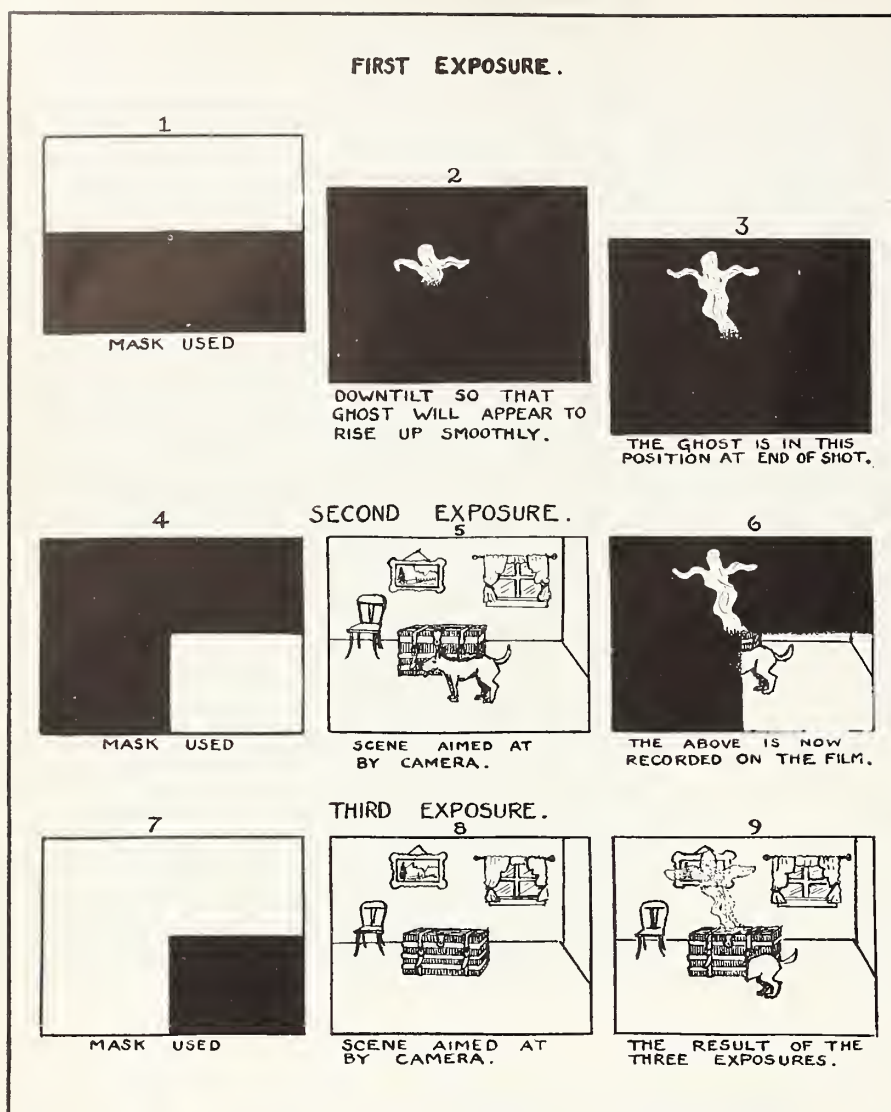 FIRST EXPOSURE.
1
MASK USED
2
DOWNTILT SO THAT
GHOST WILL APPEAR TO
RISE UP SMOOTHLY.
3
THE GHOST IS IN THIS
POSITION AT END OF SHOT.
SECOND EXPOSURE.
4
MASK USED
5
SCENE AIMED AT
BY CAMERA.
6
THE ABOVE IS NOW
RECORDED ON THE FILM.
THIRD EXPOSURE.
7
MASK USED
8
SCENE AIMED AT
BY CAMERA.
9
THE RESULT OF THE
THREE EXPOSURES.